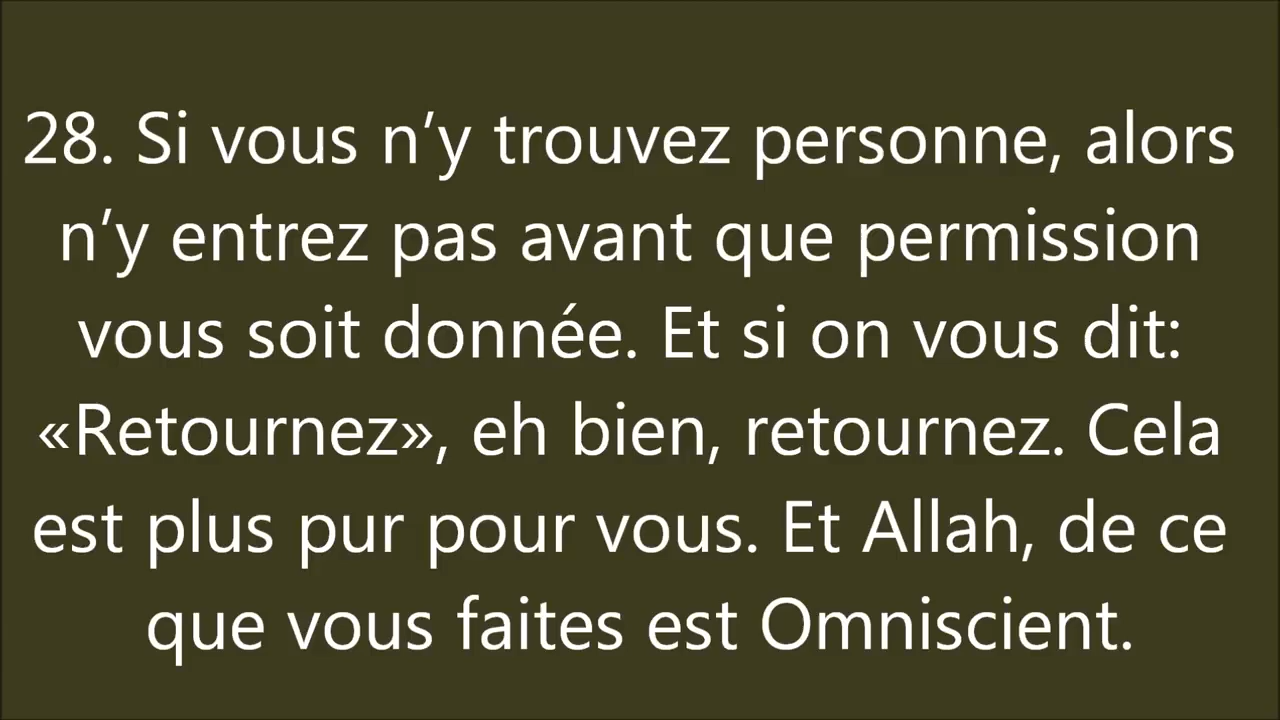 28. Si vous n’y trouvez personne, alors
n’y entrez pas avant que permission
vous soit donnée. Et si on vous dit:
«Retournez», eh bien, retournez. Cela
est plus pur pour vous. Et Allah, de ce
que vous faites est Omniscient.